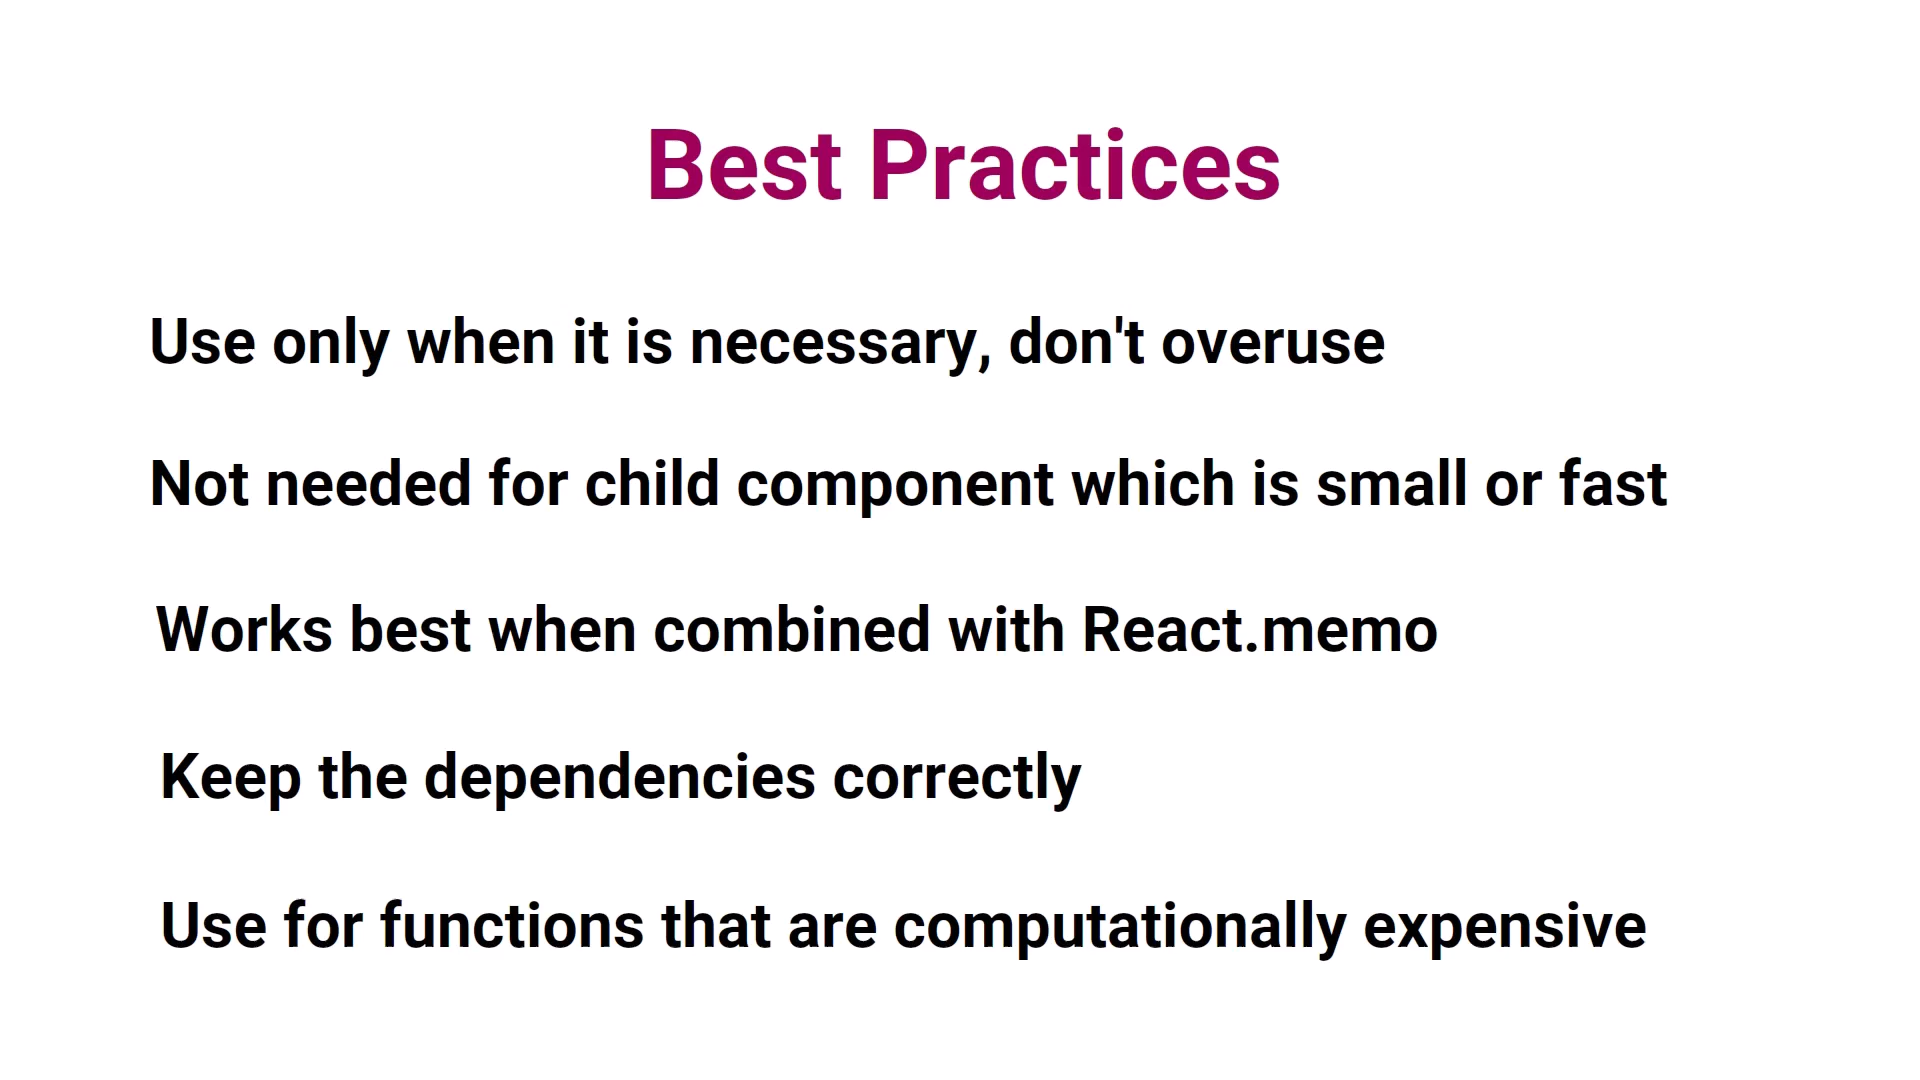 Best Practices
Use only when it is necessary, don't overuse
Not needed for child component which is small or fast
Works best when combined with React.memo
Keep the dependencies correctly
Use for functions that are computationally expensive